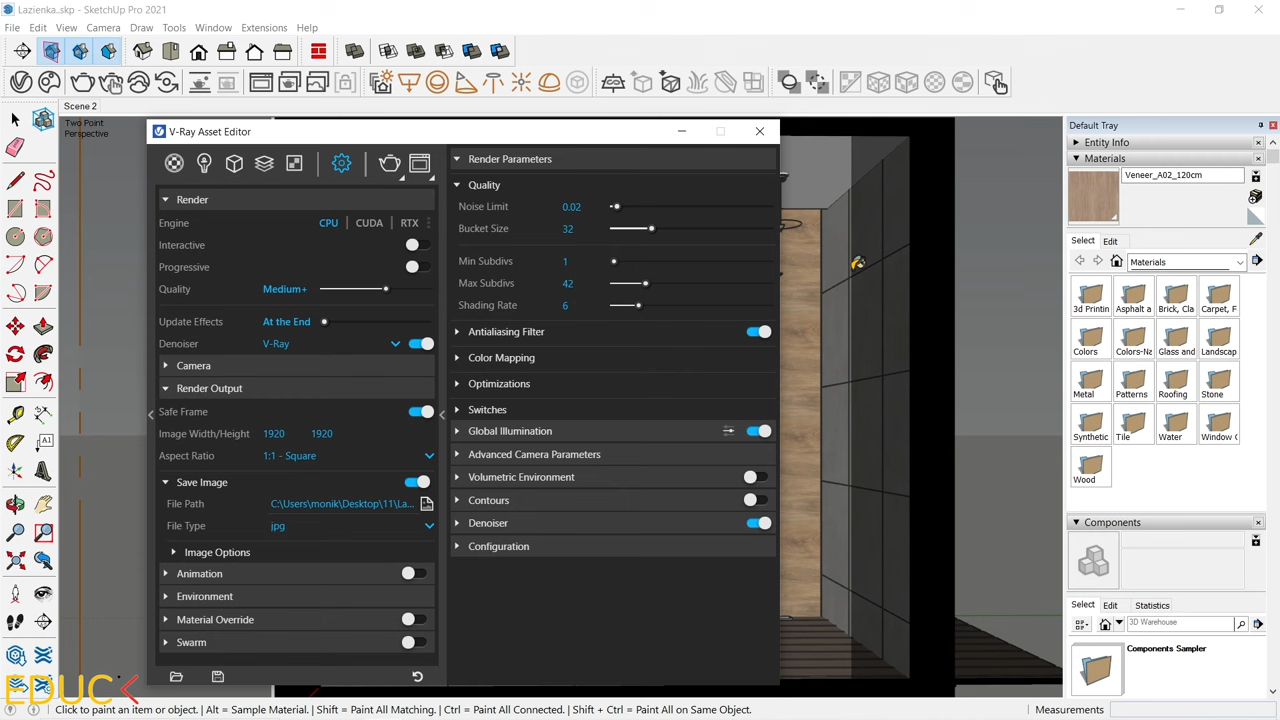 Lazienka_skp - SketchUp Pro 2021
File Edit View Camera Draw Tools Window Extensions Help
Scene 2
Two Point
Perspective
V-Ray Asset Editor
Render
Engine CPU | CUDA | RTX
Interactive
Progressive
Quality Medium+
Update Effects At the End
Denoiser V-Ray
Camera
Render Output
Safe Frame
Image Width/Height 1920 1920
Aspect Ratio 1:1 - Square
Save Image
File Path C:\Users\monik\Desktop\11\La...
File Type jpg
Image Options
Animation
Environment
Material Override
Swarm
Render Parameters
Quality
Noise Limit 0.02
Bucket Size 32
Min Subdivs 1
Max Subdivs 42
Shading Rate 6
Antialiasing Filter
Color Mapping
Optimizations
Switches
Global Illumination
Advanced Camera Parameters
Volumetric Environment
Contours
Denoiser
Configuration
Default Tray
Entity Info
Materials
Veneer_A02_120cm
Select Edit
Materials
3d Printin Asphalt a Brick, Cla Carpet, F
Colors Colors-Na Glass and Landscap
Metal Patterns Roofing Stone
Synthetic Tile Water Window C
Wood
Components
Select Edit Statistics
3D Warehouse
Components Sampler
A1
EDUC
Click to paint an item or object. | Alt = Sample Material. | Shift = Paint All Matching. | Ctrl = Paint All Connected. | Shift + Ctrl = Paint All on Same Object.
Measurements